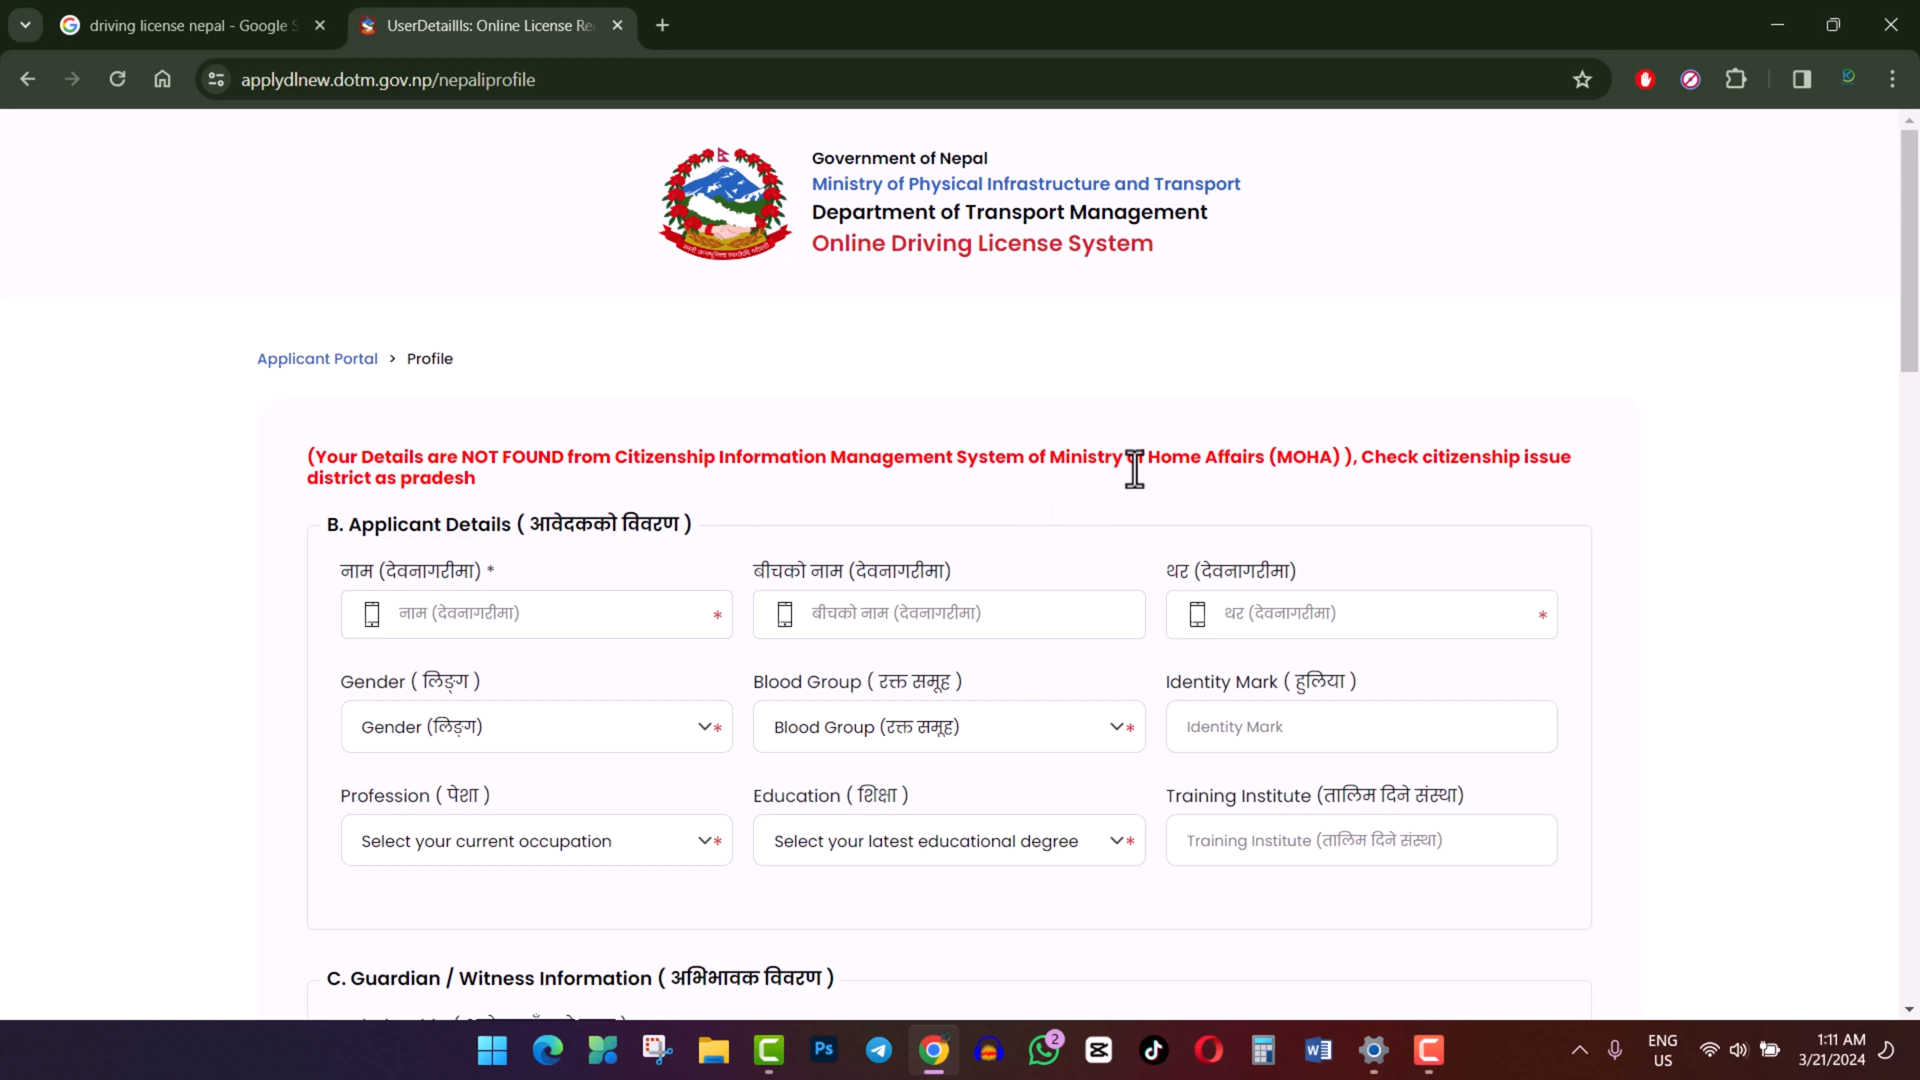 driving license nepal - Google S
UserDetaillls: Online License Re
applydlnew.dotm.gov.np/nepaliprofile
Government of Nepal
Ministry of Physical Infrastructure and Transport
Department of Transport Management
Online Driving License System
Applicant Portal > Profile
(Your Details are NOT FOUND from Citizenship Information Management System of Ministry of Home Affairs (MOHA) ), Check citizenship issue
district as pradesh
B. Applicant Details ( आवेदकको विवरण )
नाम (देवनागरीमा) *
बीचको नाम (देवनागरीमा)
थर (देवनागरीमा)
नाम (देवनागरीमा) *
बीचको नाम (देवनागरीमा)
थर (देवनागरीमा) *
Gender ( लिङ्ग )
Blood Group ( रक्त समूह )
Identity Mark ( हुलिया )
Gender (लिङ्ग) *
Blood Group (रक्त समूह) *
Identity Mark
Profession ( पेशा )
Education ( शिक्षा )
Training Institute (तालिम दिने संस्था)
Select your current occupation *
Select your latest educational degree *
Training Institute (तालिम दिने संस्था)
C. Guardian / Witness Information ( अभिभावक विवरण )
Ps
2
ENG
US
1:11 AM
3/21/2024